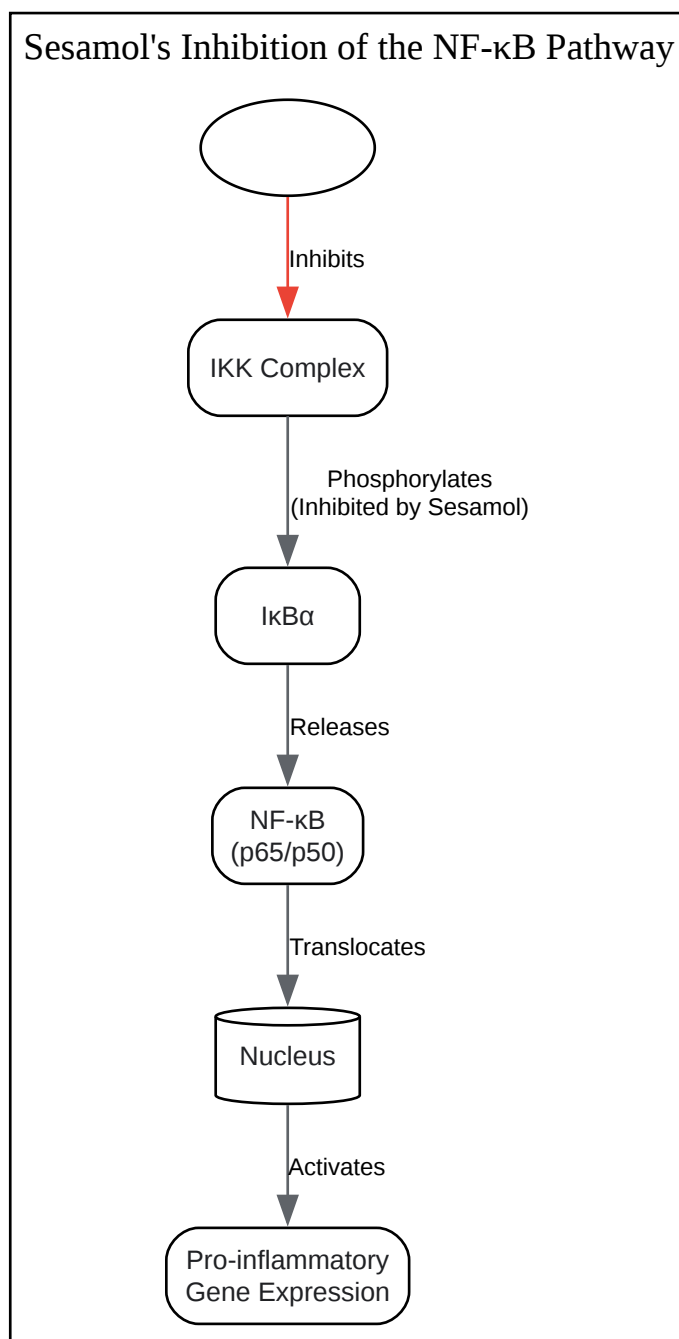 Sesamol's Inhibition of the NF-κB Pathway
Inhibits
IKK Complex
Phosphorylates
(Inhibited by Sesamol)
IκBα
Releases
NF-κB
(p65/p50)
Translocates
Nucleus
Activates
Pro-inflammatory
Gene Expression